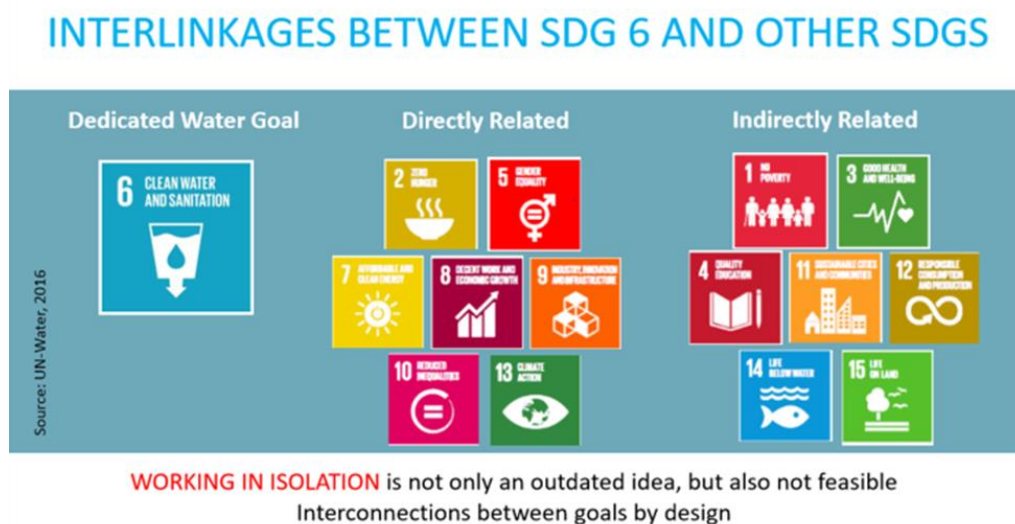 INTERLINKAGES BETWEEN SDG 6 AND OTHER SDGS
Dedicated Water Goal
6 CLEAN WATER
AND SANITATION
Source: UN-Water, 2016
Directly Related
2 ZERO
HUNGER
5 GENDER
EQUALITY
7 AFFORDABLE AND
CLEAN ENERGY
8 DECENT WORK AND
ECONOMIC GROWTH
9 INDUSTRY, INNOVATION
AND INFRASTRUCTURE
10 REDUCED
INEQUALITIES
13 CLIMATE
ACTION
Indirectly Related
1 NO
POVERTY
3 GOOD HEALTH
AND WELL-BEING
4 QUALITY
EDUCATION
11 SUSTAINABLE CITIES
AND COMMUNITIES
12 RESPONSIBLE
CONSUMPTION
AND PRODUCTION
14 LIFE
BELOW WATER
15 LIFE
ON LAND
WORKING IN ISOLATION is not only an outdated idea, but also not feasible
Interconnections between goals by design